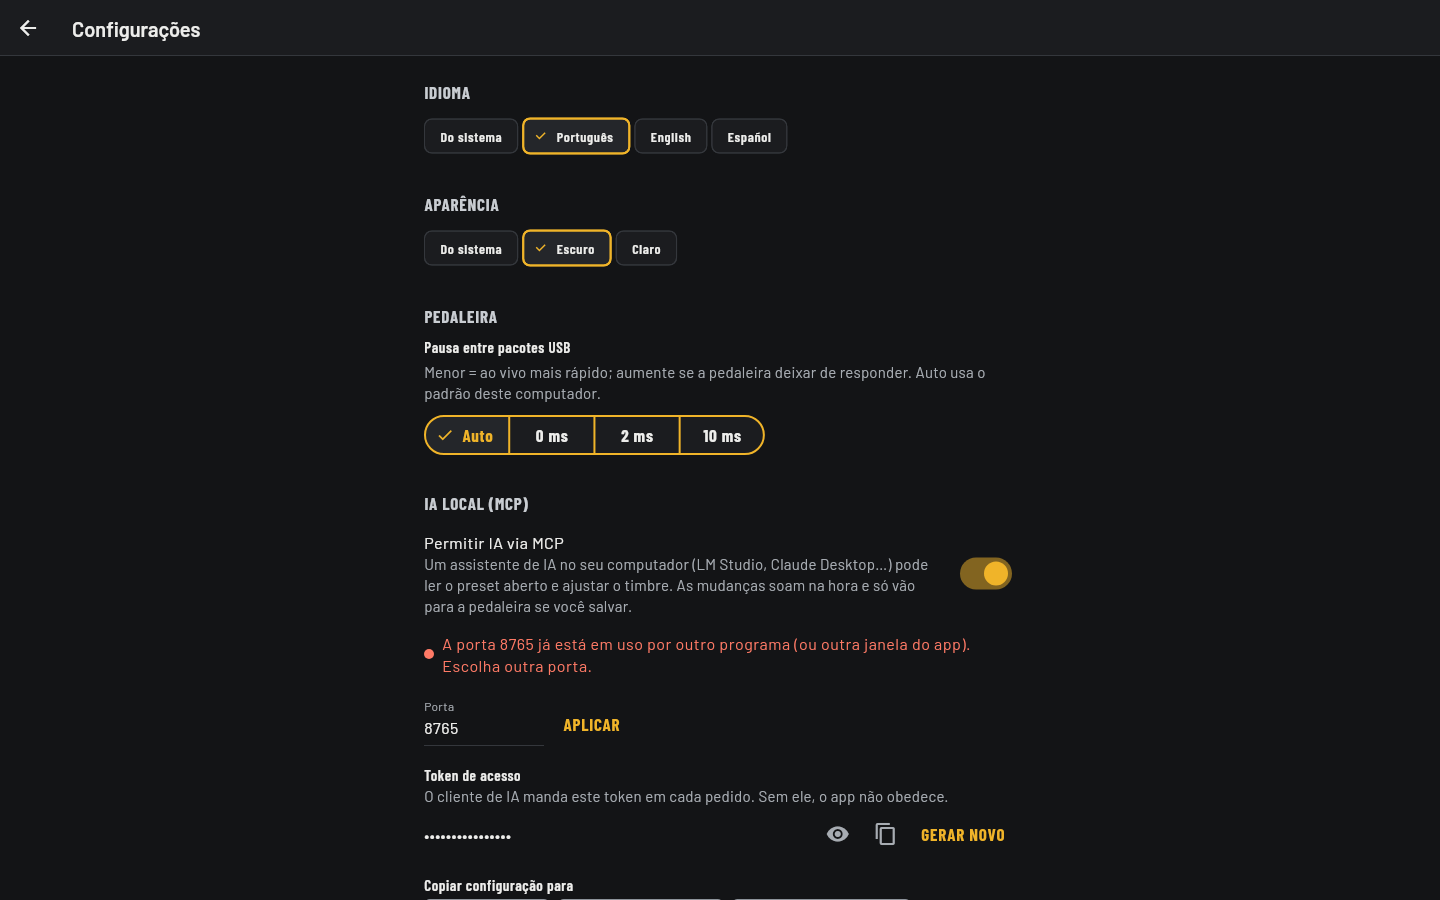 Configurações
IDIOMA
Do sistema
Português
English
Español
APARÊNCIA
Do sistema
Escuro
Claro
PEDALEIRA
Pausa entre pacotes USB
Menor = ao vivo mais rápido; aumente se a pedaleira deixar de responder. Auto usa o
padrão deste computador.
Auto
0 ms
2 ms
10 ms
IA LOCAL (MCP)
Permitir IA via MCP
Um assistente de IA no seu computador (LM Studio, Claude Desktop...) pode
ler o preset aberto e ajustar o timbre. As mudanças soam na hora e só vão
para a pedaleira se você salvar.
A porta 8765 já está em uso por outro programa (ou outra janela do app).
Escolha outra porta.
Porta
8765
APLICAR
Token de acesso
O cliente de IA manda este token em cada pedido. Sem ele, o app não obedece.
••••••••••••••••
GERAR NOVO
Copiar configuração para